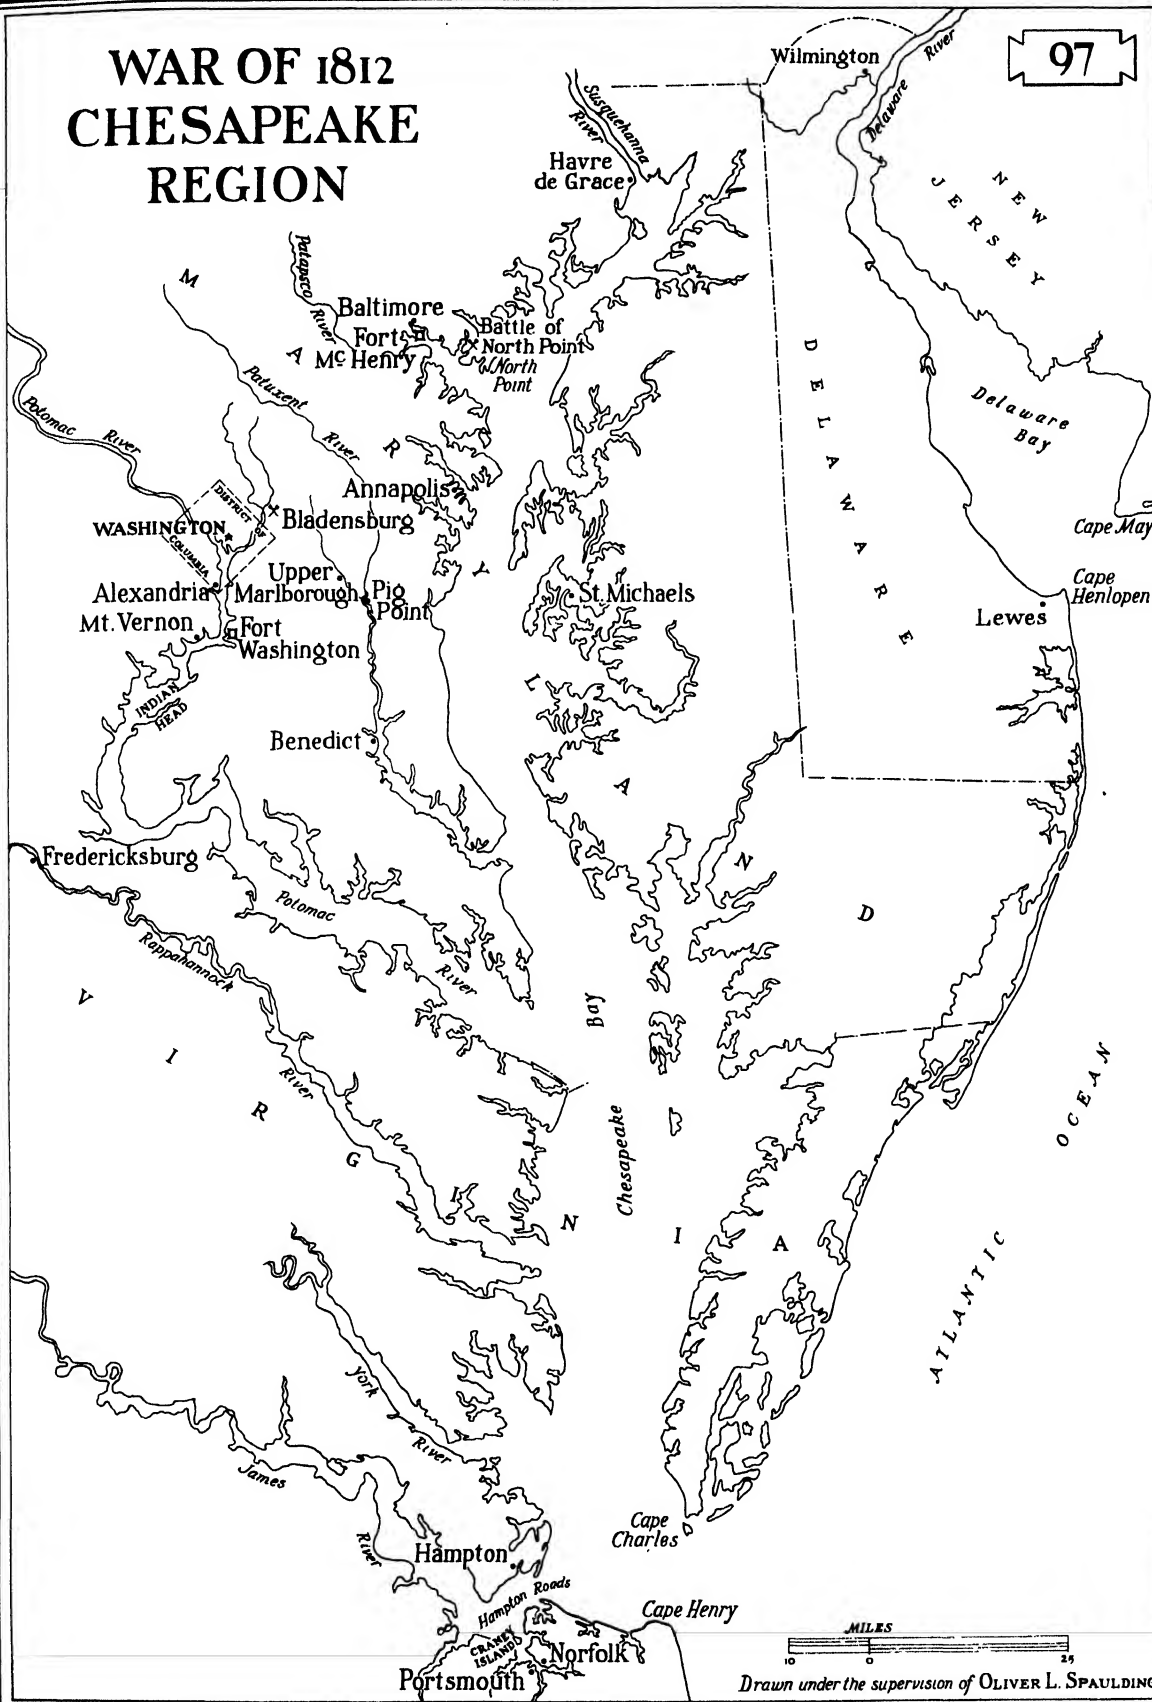 WAR OF 1812
CHESAPEAKE
REGION
97
Wilmington
Delaware River
Susquehanna
River
Havre
de Grace
NEW
JERSEY
Patapsco
River
Baltimore
Fort
McHenry
Battle of
North Point
North
Point
MARYLAND
DELAWARE
Patuxent
River
Potomac River
Delaware
Bay
Annapolis
DISTRICT OF
COLUMBIA
WASHINGTON
Bladensburg
Cape May
Upper
Marlborough
Pig
Point
Alexandria
St. Michaels
Cape
Henlopen
Lewes
Mt. Vernon
Fort
Washington
INDIAN
HEAD
Benedict
Fredericksburg
Potomac
River
Rappahannock
River
Chesapeake Bay
VIRGINIA
ATLANTIC OCEAN
York
River
James
River
Cape
Charles
Hampton
Hampton Roads
Cape Henry
CRANEY
ISLAND
Norfolk
Portsmouth
MILES
10 0 25
Drawn under the supervision of OLIVER L. SPAULDING